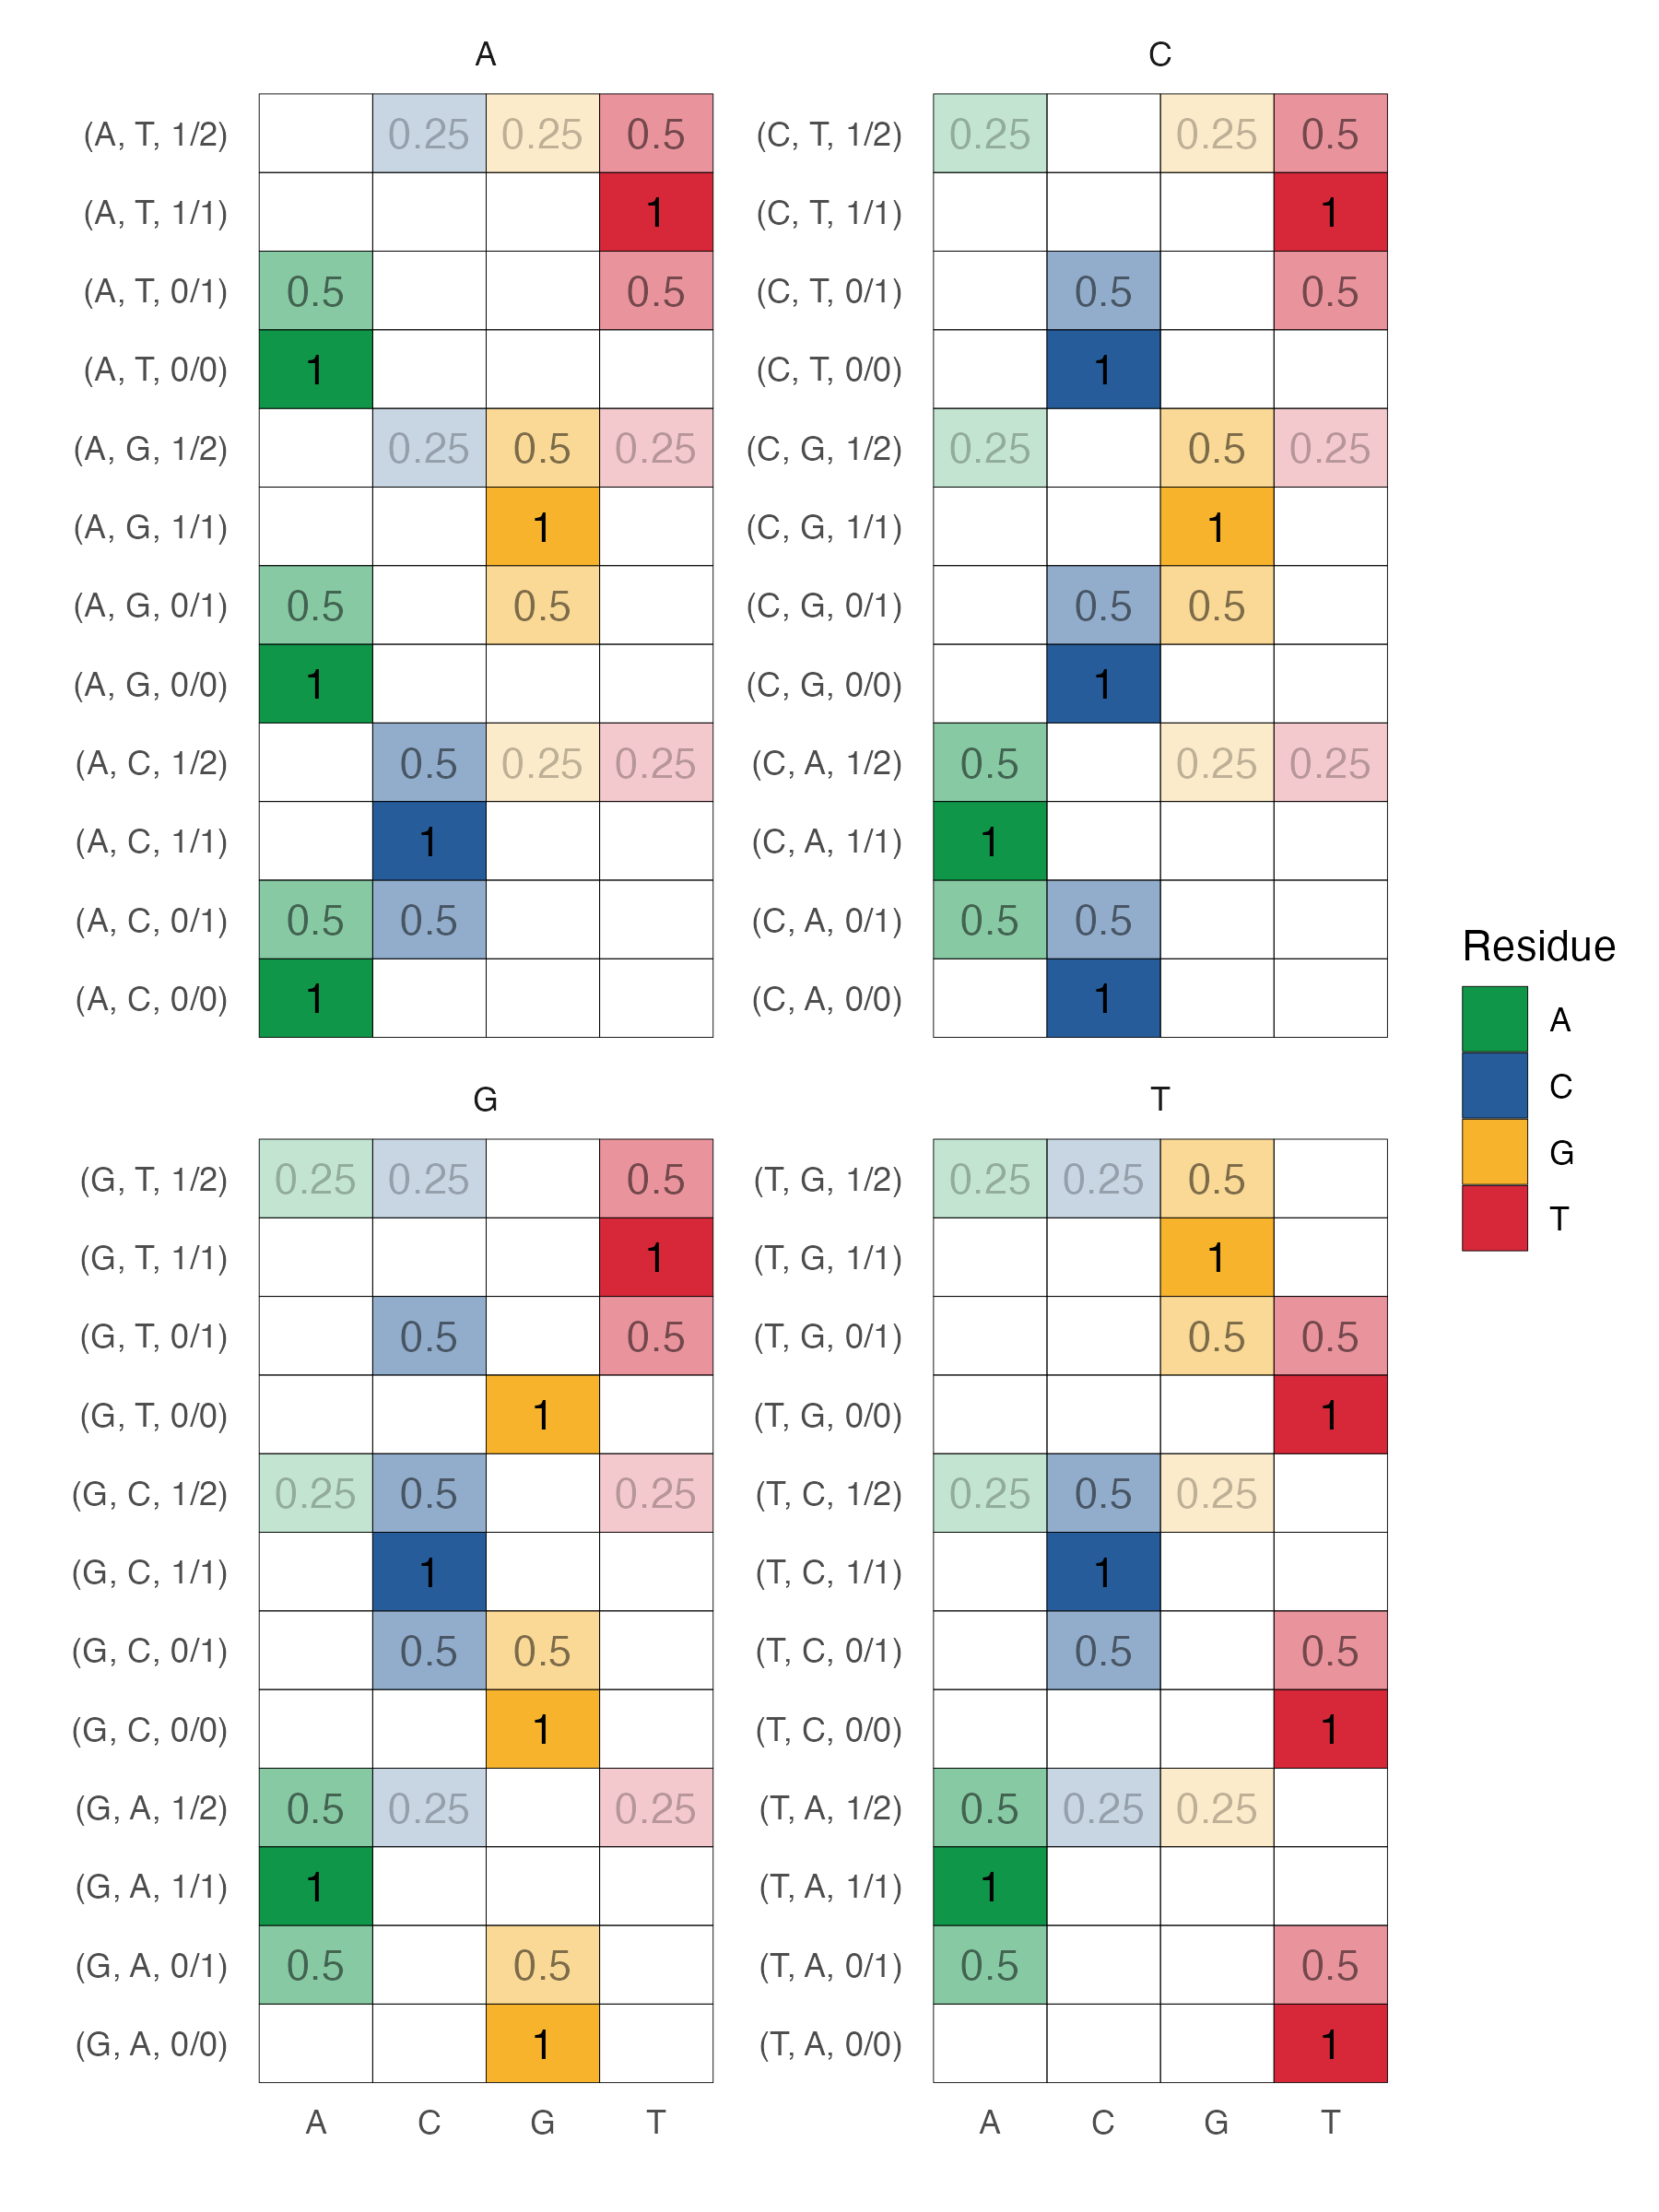 A C
(A, T, 1/2) 0.25 0.25 0.5 (C, T, 1/2) 0.25 0.25 0.5
(A, T, 1/1) 1 (C, T, 1/1) 1
(A, T, 0/1) 0.5 0.5 (C, T, 0/1) 0.5 0.5
(A, T, 0/0) 1 (C, T, 0/0) 1
(A, G, 1/2) 0.25 0.5 0.25 (C, G, 1/2) 0.25 0.5 0.25
(A, G, 1/1) 1 (C, G, 1/1) 1
(A, G, 0/1) 0.5 0.5 (C, G, 0/1) 0.5 0.5
(A, G, 0/0) 1 (C, G, 0/0) 1
(A, C, 1/2) 0.5 0.25 0.25 (C, A, 1/2) 0.5 0.25 0.25
(A, C, 1/1) 1 (C, A, 1/1) 1
(A, C, 0/1) 0.5 0.5 (C, A, 0/1) 0.5 0.5
(A, C, 0/0) 1 (C, A, 0/0) 1
G T
(G, T, 1/2) 0.25 0.25 0.5 (T, G, 1/2) 0.25 0.25 0.5
(G, T, 1/1) 1 (T, G, 1/1) 1
(G, T, 0/1) 0.5 0.5 (T, G, 0/1) 0.5 0.5
(G, T, 0/0) 1 (T, G, 0/0) 1
(G, C, 1/2) 0.25 0.5 0.25 (T, C, 1/2) 0.25 0.5 0.25
(G, C, 1/1) 1 (T, C, 1/1) 1
(G, C, 0/1) 0.5 0.5 (T, C, 0/1) 0.5 0.5
(G, C, 0/0) 1 (T, C, 0/0) 1
(G, A, 1/2) 0.5 0.25 0.25 (T, A, 1/2) 0.5 0.25 0.25
(G, A, 1/1) 1 (T, A, 1/1) 1
(G, A, 0/1) 0.5 0.5 (T, A, 0/1) 0.5 0.5
(G, A, 0/0) 1 (T, A, 0/0) 1
A C G T A C G T
Residue
A
C
G
T